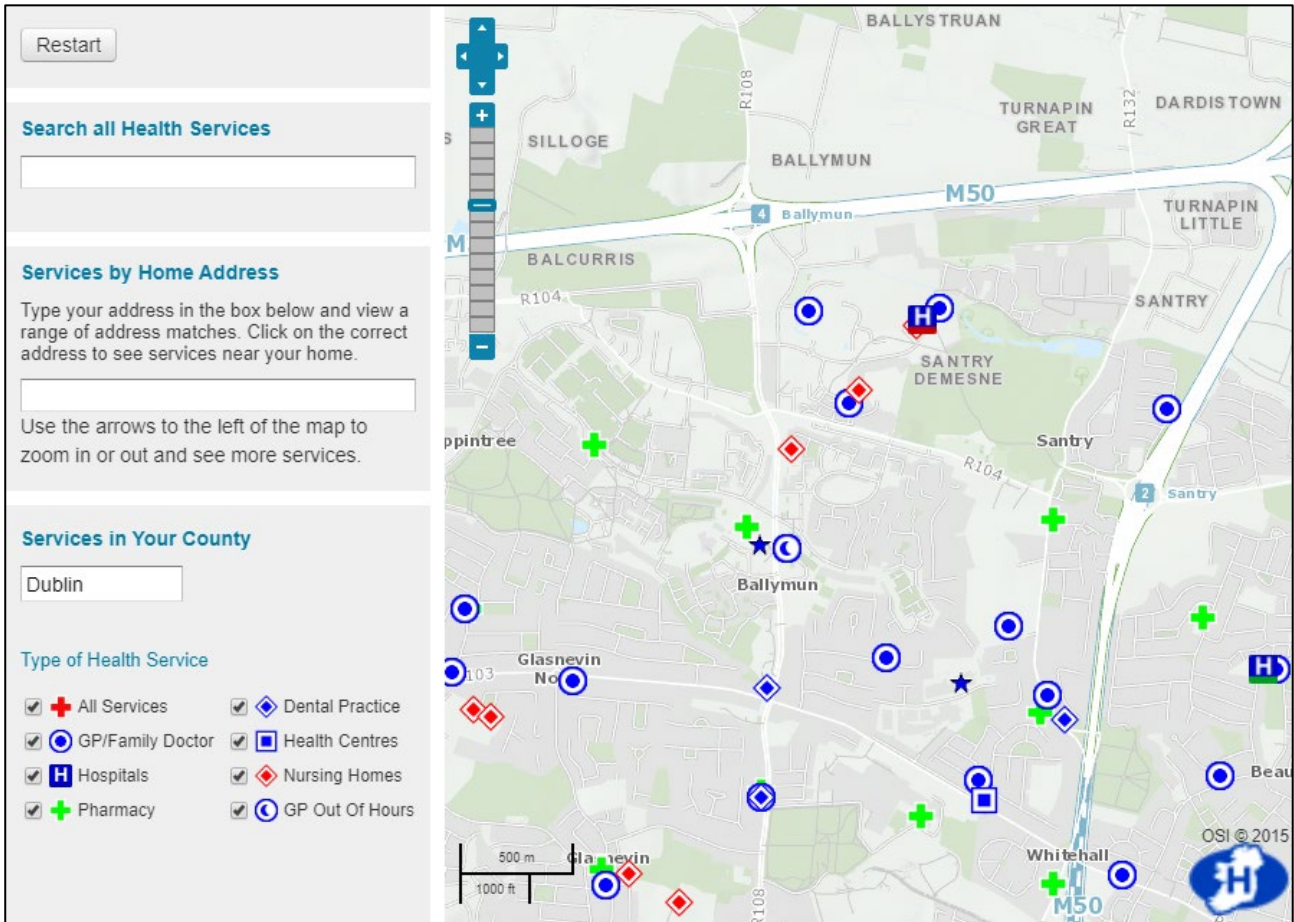 Restart
Search all Health Services
Services by Home Address
Type your address in the box below and view a
range of address matches. Click on the correct
address to see services near your home.
Use the arrows to the left of the map to
zoom in or out and see more services.
Services in Your County
Dublin
Type of Health Service
All Services
Dental Practice
GP/Family Doctor
Health Centres
H Hospitals
Nursing Homes
Pharmacy
GP Out Of Hours
BALLYSTRUAN
R108
R132
TURNAPIN
GREAT
DARDISTOWN
S
SILLOGE
BALLYMUN
M50
4 Ballymun
TURNAPIN
LITTLE
M
BALCURRIS
R104
SANTRY
H
SANTRY
DEMESNE
ppintree
Santry
R104
2 Santry
Ballymun
Glasnevin
No
103
H
Beau
OSI © 2015
500 m
1000 ft
Glasnevin
Whitehall
R108
M50
H